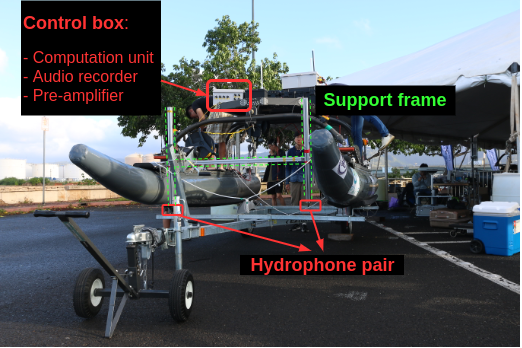 Control box:
- Computation unit
- Audio recorder
- Pre-amplifier
Support frame
Hydrophone pair